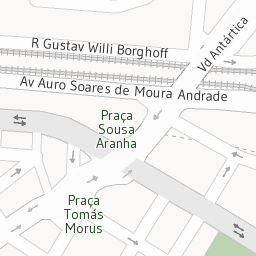 R Gustav Willi Borghoff
Vd Antártica
Av Auro Soares de Moura Andrade
Praça
Sousa
Aranha
Praça
Tomás
Morus